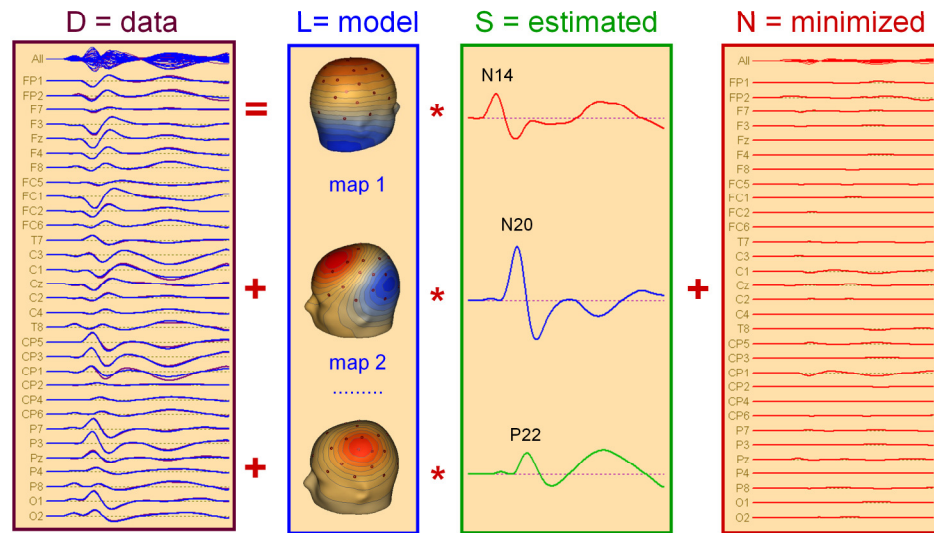 D = data
L= model
S = estimated
N = minimized
All
FP1
FP2
F7
F3
Fz
F4
F8
FC5
FC1
FC2
FC6
T7
C3
C1
Cz
C2
C4
T8
CP5
CP3
CP1
CP2
CP4
CP6
P7
P3
Pz
P4
P8
O1
O2
=
+
+
map 1
map 2
.........
*
*
*
N14
N20
P22
+
All
FP1
FP2
F7
F3
Fz
F4
F8
FC5
FC1
FC2
FC6
T7
C3
C1
Cz
C2
C4
T8
CP5
CP3
CP1
CP2
CP4
CP6
P7
P3
Pz
P4
P8
O1
O2